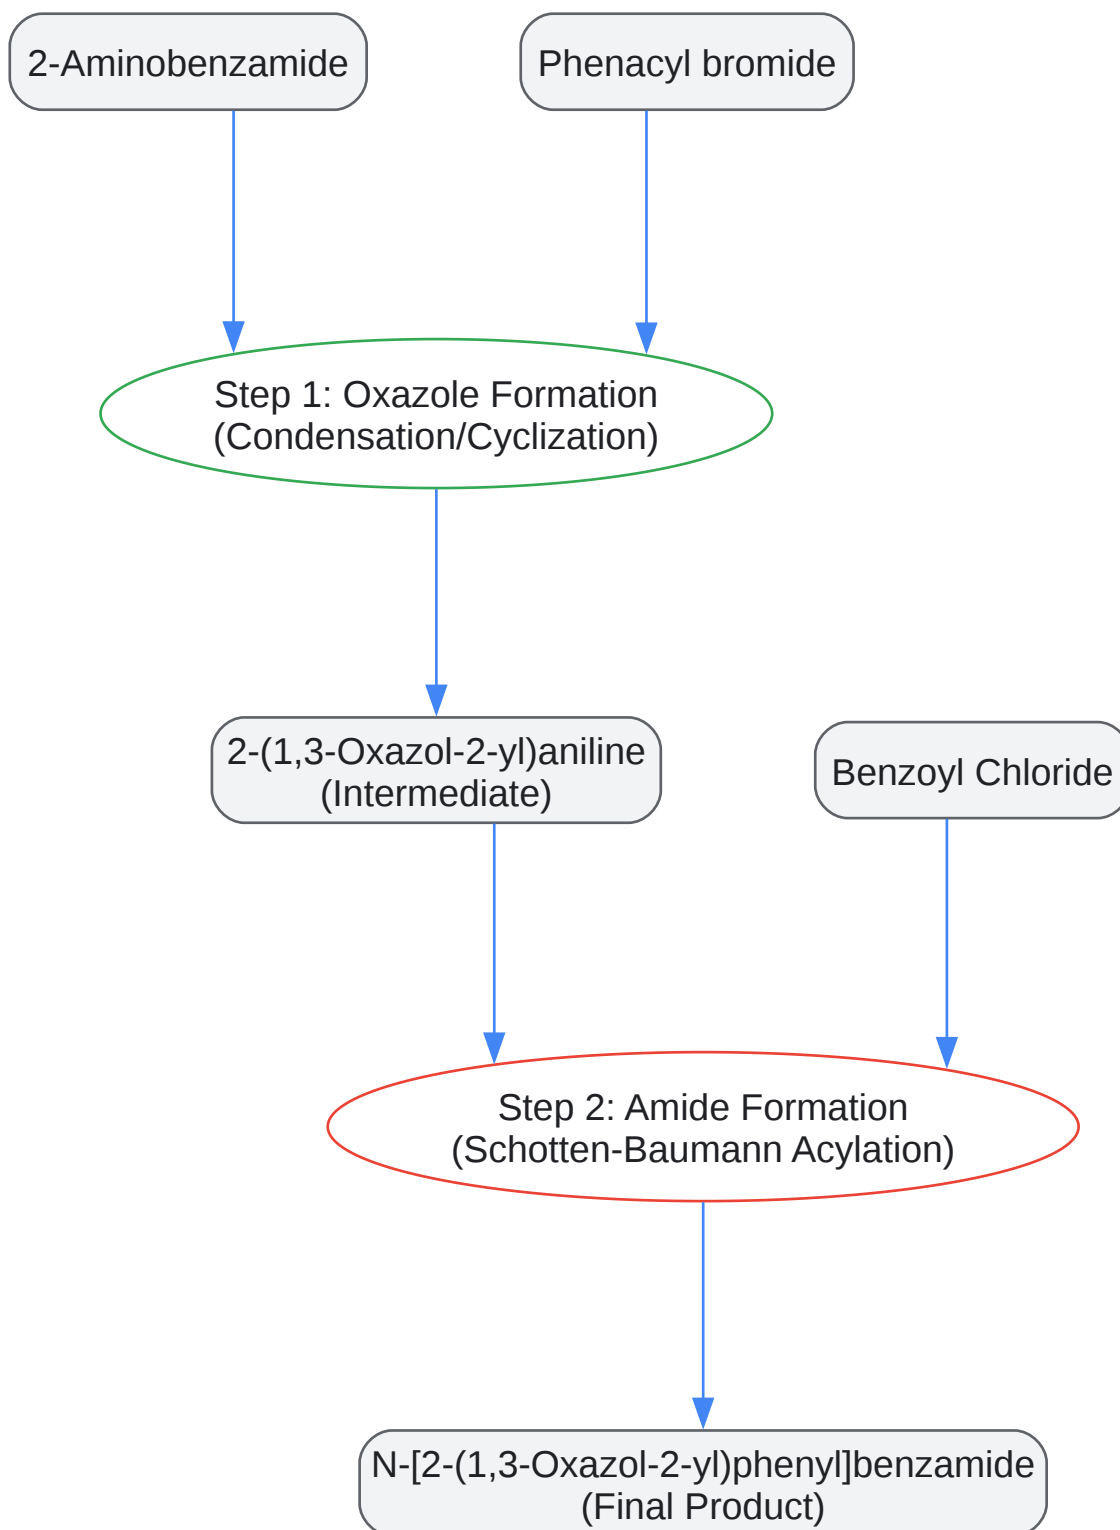 2-Aminobenzamide
Phenacyl bromide
Step 1: Oxazole Formation
(Condensation/Cyclization)
2-(1,3-Oxazol-2-yl)aniline
(Intermediate)
Benzoyl Chloride
Step 2: Amide Formation
(Schotten-Baumann Acylation)
N-[2-(1,3-Oxazol-2-yl)phenyl]benzamide
(Final Product)